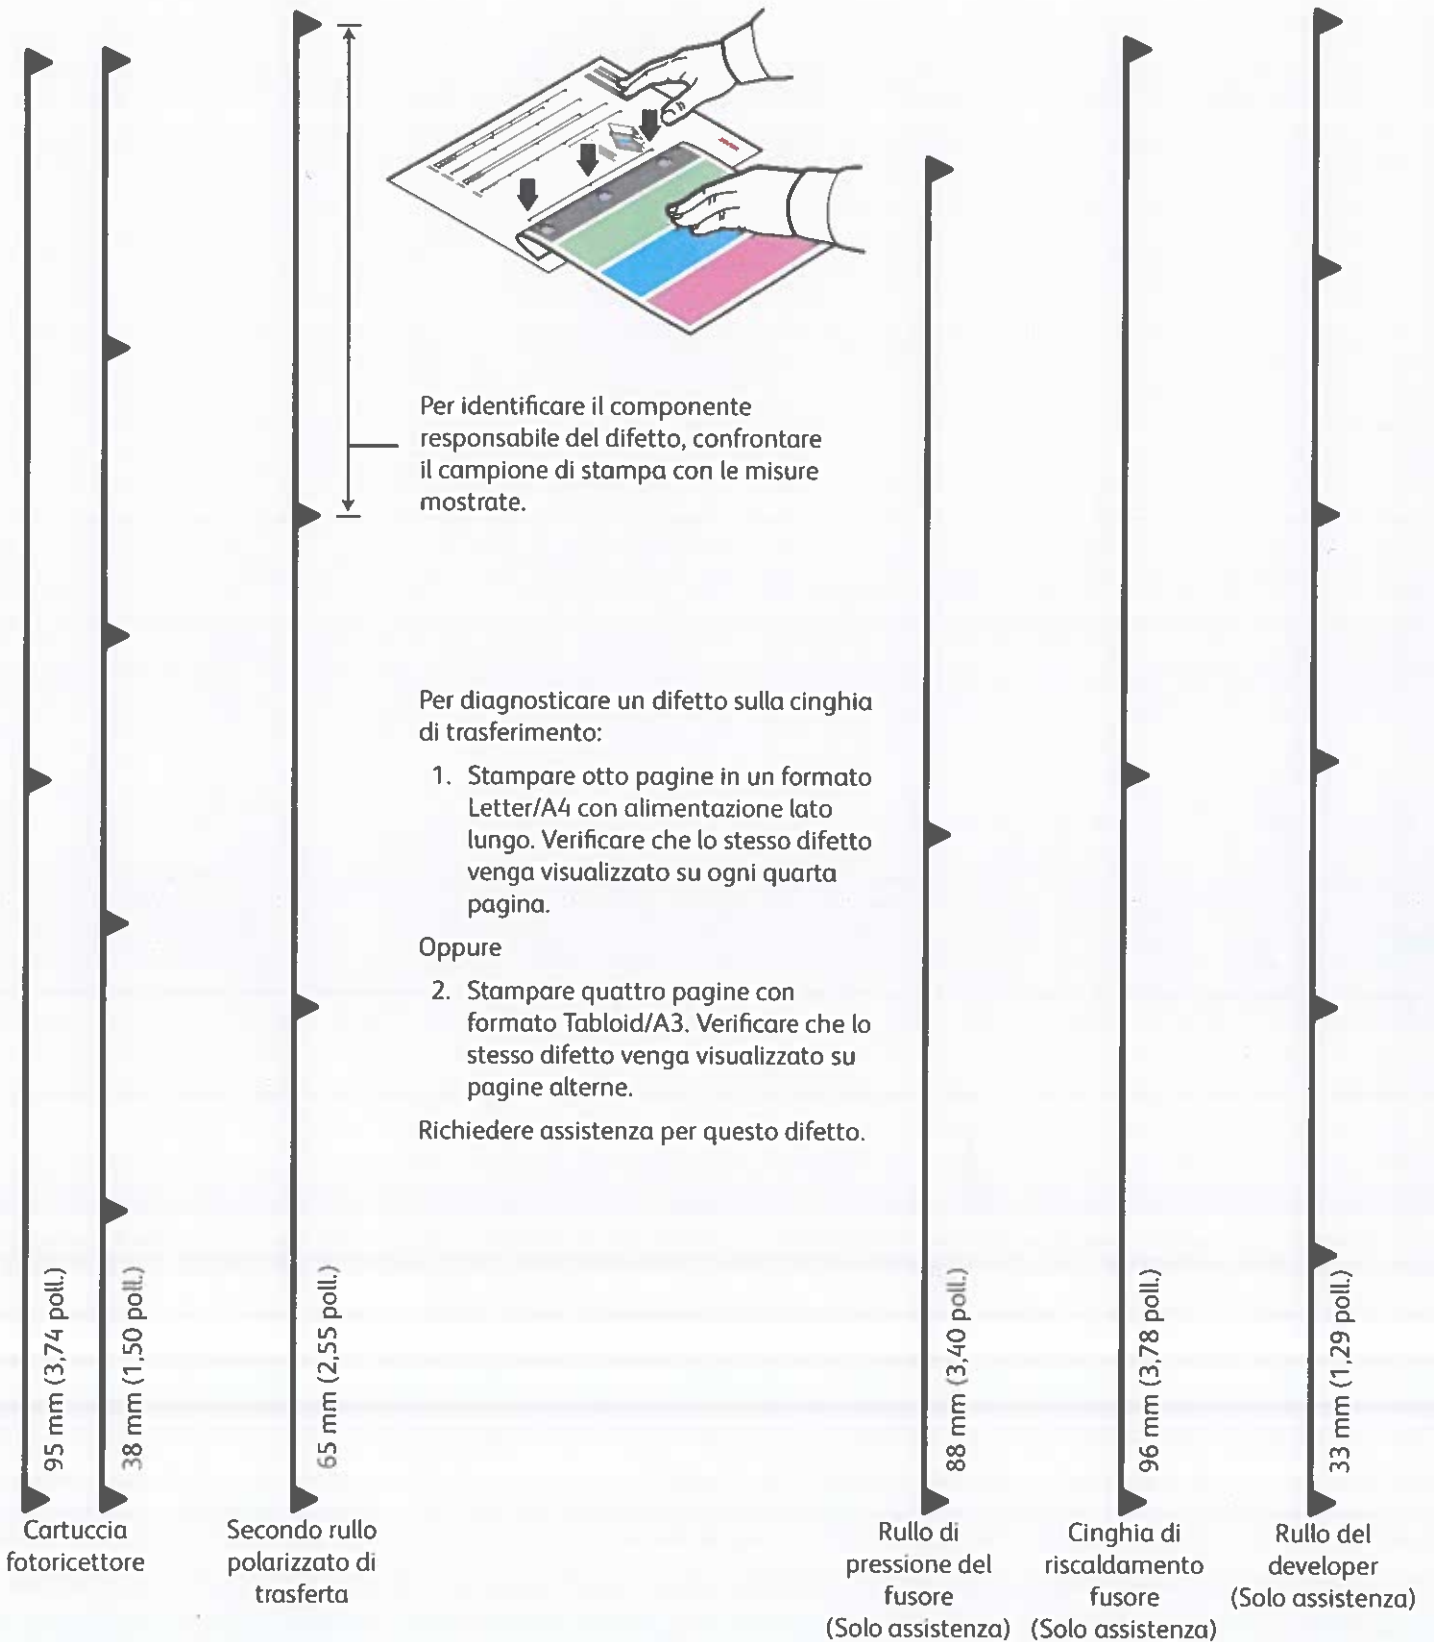 Per identificare il componente
responsabile del difetto, confrontare
il campione di stampa con le misure
mostrate.
Per diagnosticare un difetto sulla cinghia
di trasferimento:
1. Stampare otto pagine in un formato
Letter/A4 con alimentazione lato
lungo. Verificare che lo stesso difetto
venga visualizzato su ogni quarta
pagina.
Oppure
2. Stampare quattro pagine con
formato Tabloid/A3. Verificare che lo
stesso difetto venga visualizzato su
pagine alterne.
Richiedere assistenza per questo difetto.
95 mm (3,74 poll.)
38 mm (1,50 poll.)
65 mm (2,55 poll.)
88 mm (3,40 poll.)
96 mm (3,78 poll.)
33 mm (1,29 poll.)
Cartuccia
fotoricettore
Secondo rullo
polarizzato di
trasferta
Rullo di
pressione del
fusore
(Solo assistenza)
Cinghia di
riscaldamento
fusore
(Solo assistenza)
Rullo del
developer
(Solo assistenza)